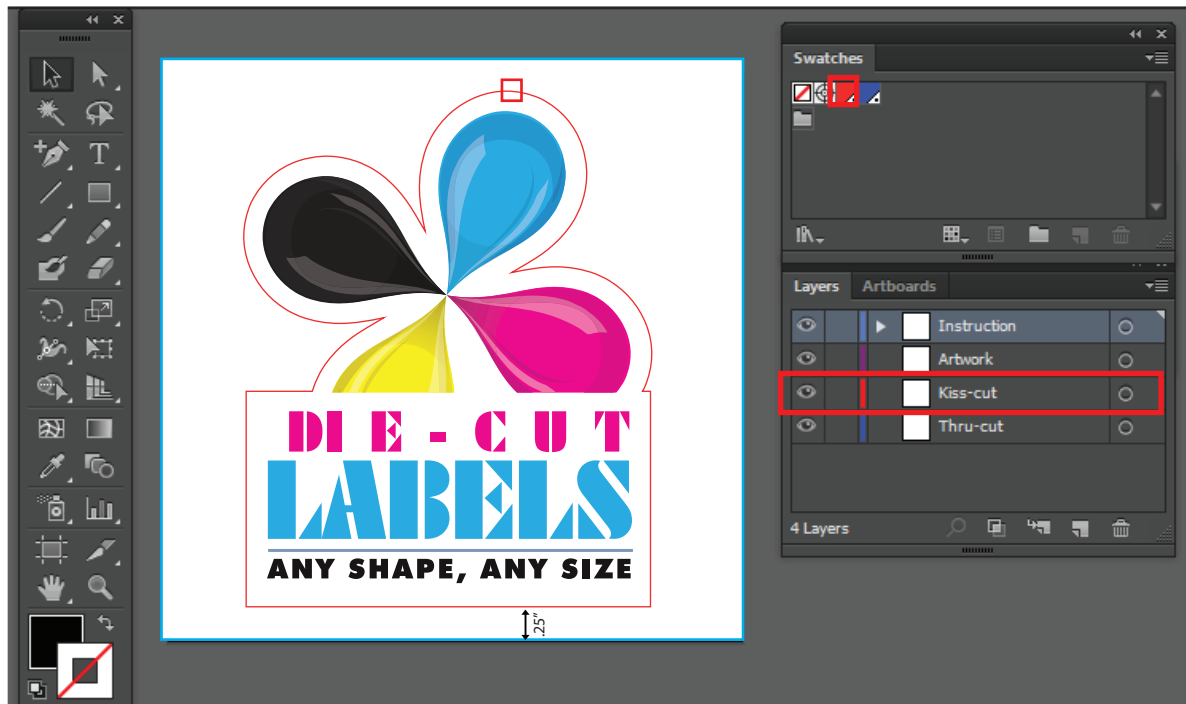 Swatches
Layers Artboards
Instruction
Artwork
Kiss-cut
Thru-cut
4 Layers
DIE-CUT
LABELS
ANY SHAPE, ANY SIZE
.25"